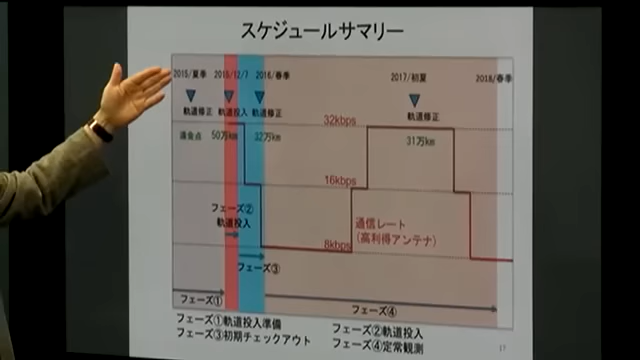 スケジュールサマリー
2015/夏季 2015/12/7 2016/春季 2017/初夏 2018/春季
軌道修正 軌道投入 軌道修正 軌道修正
32kbps
遠金点 50万km 32万km 31万km
16kbps
フェーズ②
軌道投入
通信レート
(高利得アンテナ)
8kbps
フェーズ③
フェーズ①
フェーズ④
フェーズ①軌道投入準備 フェーズ②軌道投入
フェーズ③初期チェックアウト フェーズ④定常観測
17